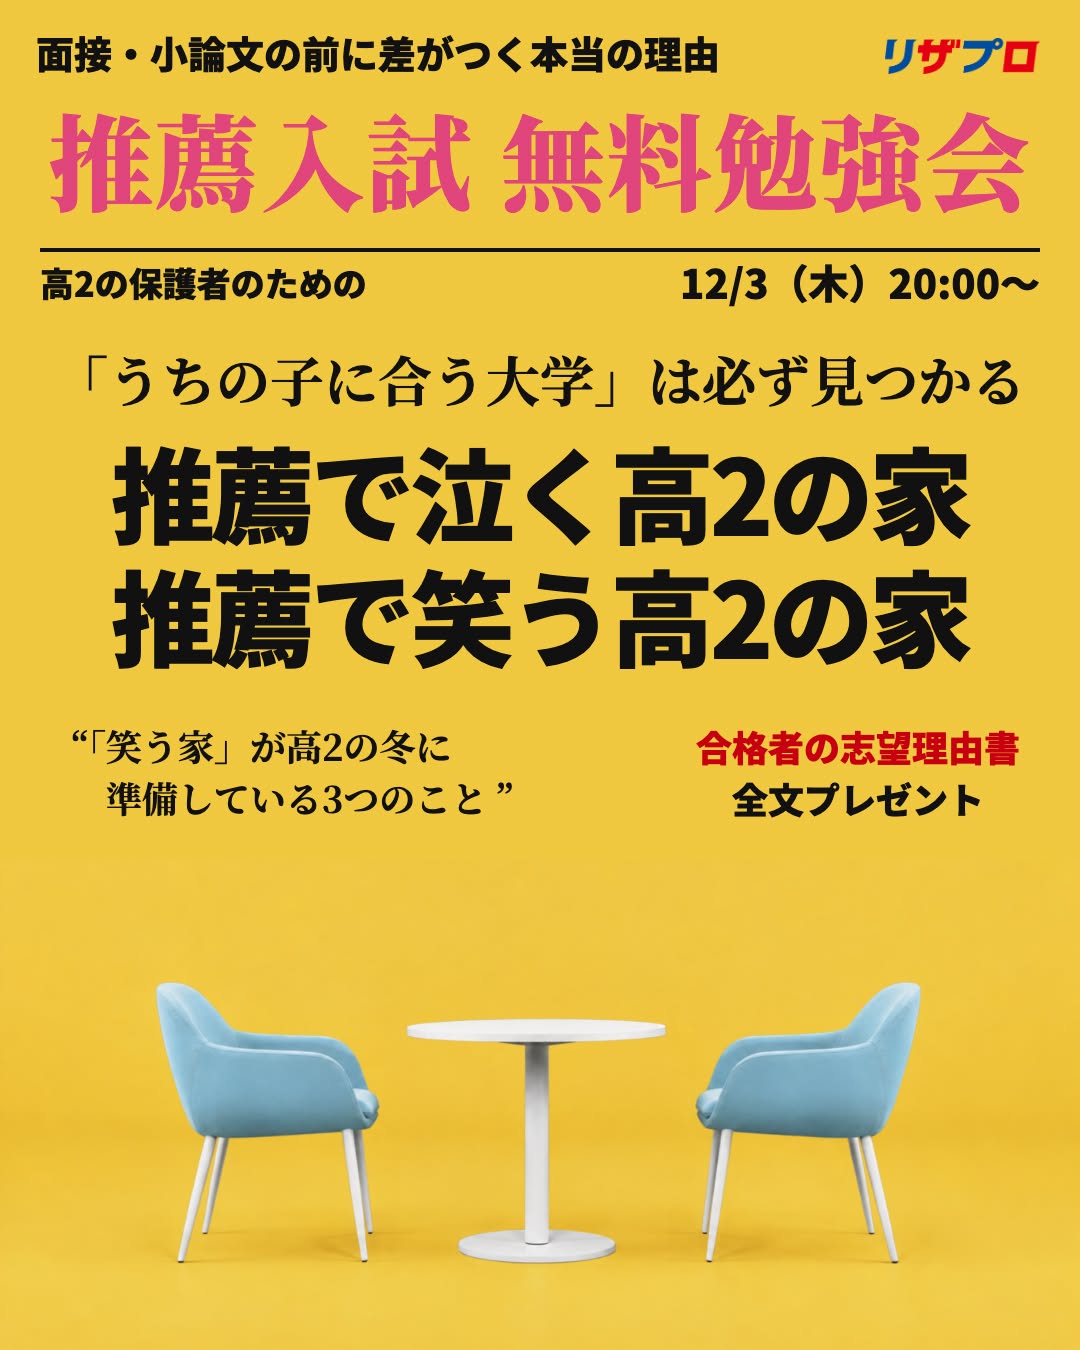 面接・小論文の前に差がつく本当の理由
リザプロ
推薦入試 無料勉強会
高2の保護者のための
12/3（木）20:00〜
「うちの子に合う大学」は必ず見つかる
推薦で泣く高2の家
推薦で笑う高2の家
“「笑う家」が高2の冬に
準備している3つのこと ”
合格者の志望理由書
全文プレゼント